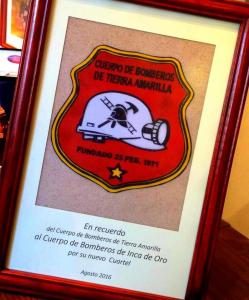 CUERPO DE BOMBEROS
DE TIERRA AMARILLA
FUNDADO 25 FEB. 1971
En recuerdo
del Cuerpo de Bomberos de Tierra Amarilla
al Cuerpo de Bomberos de Inca de Oro
por su nuevo Cuartel
Agosto 2016